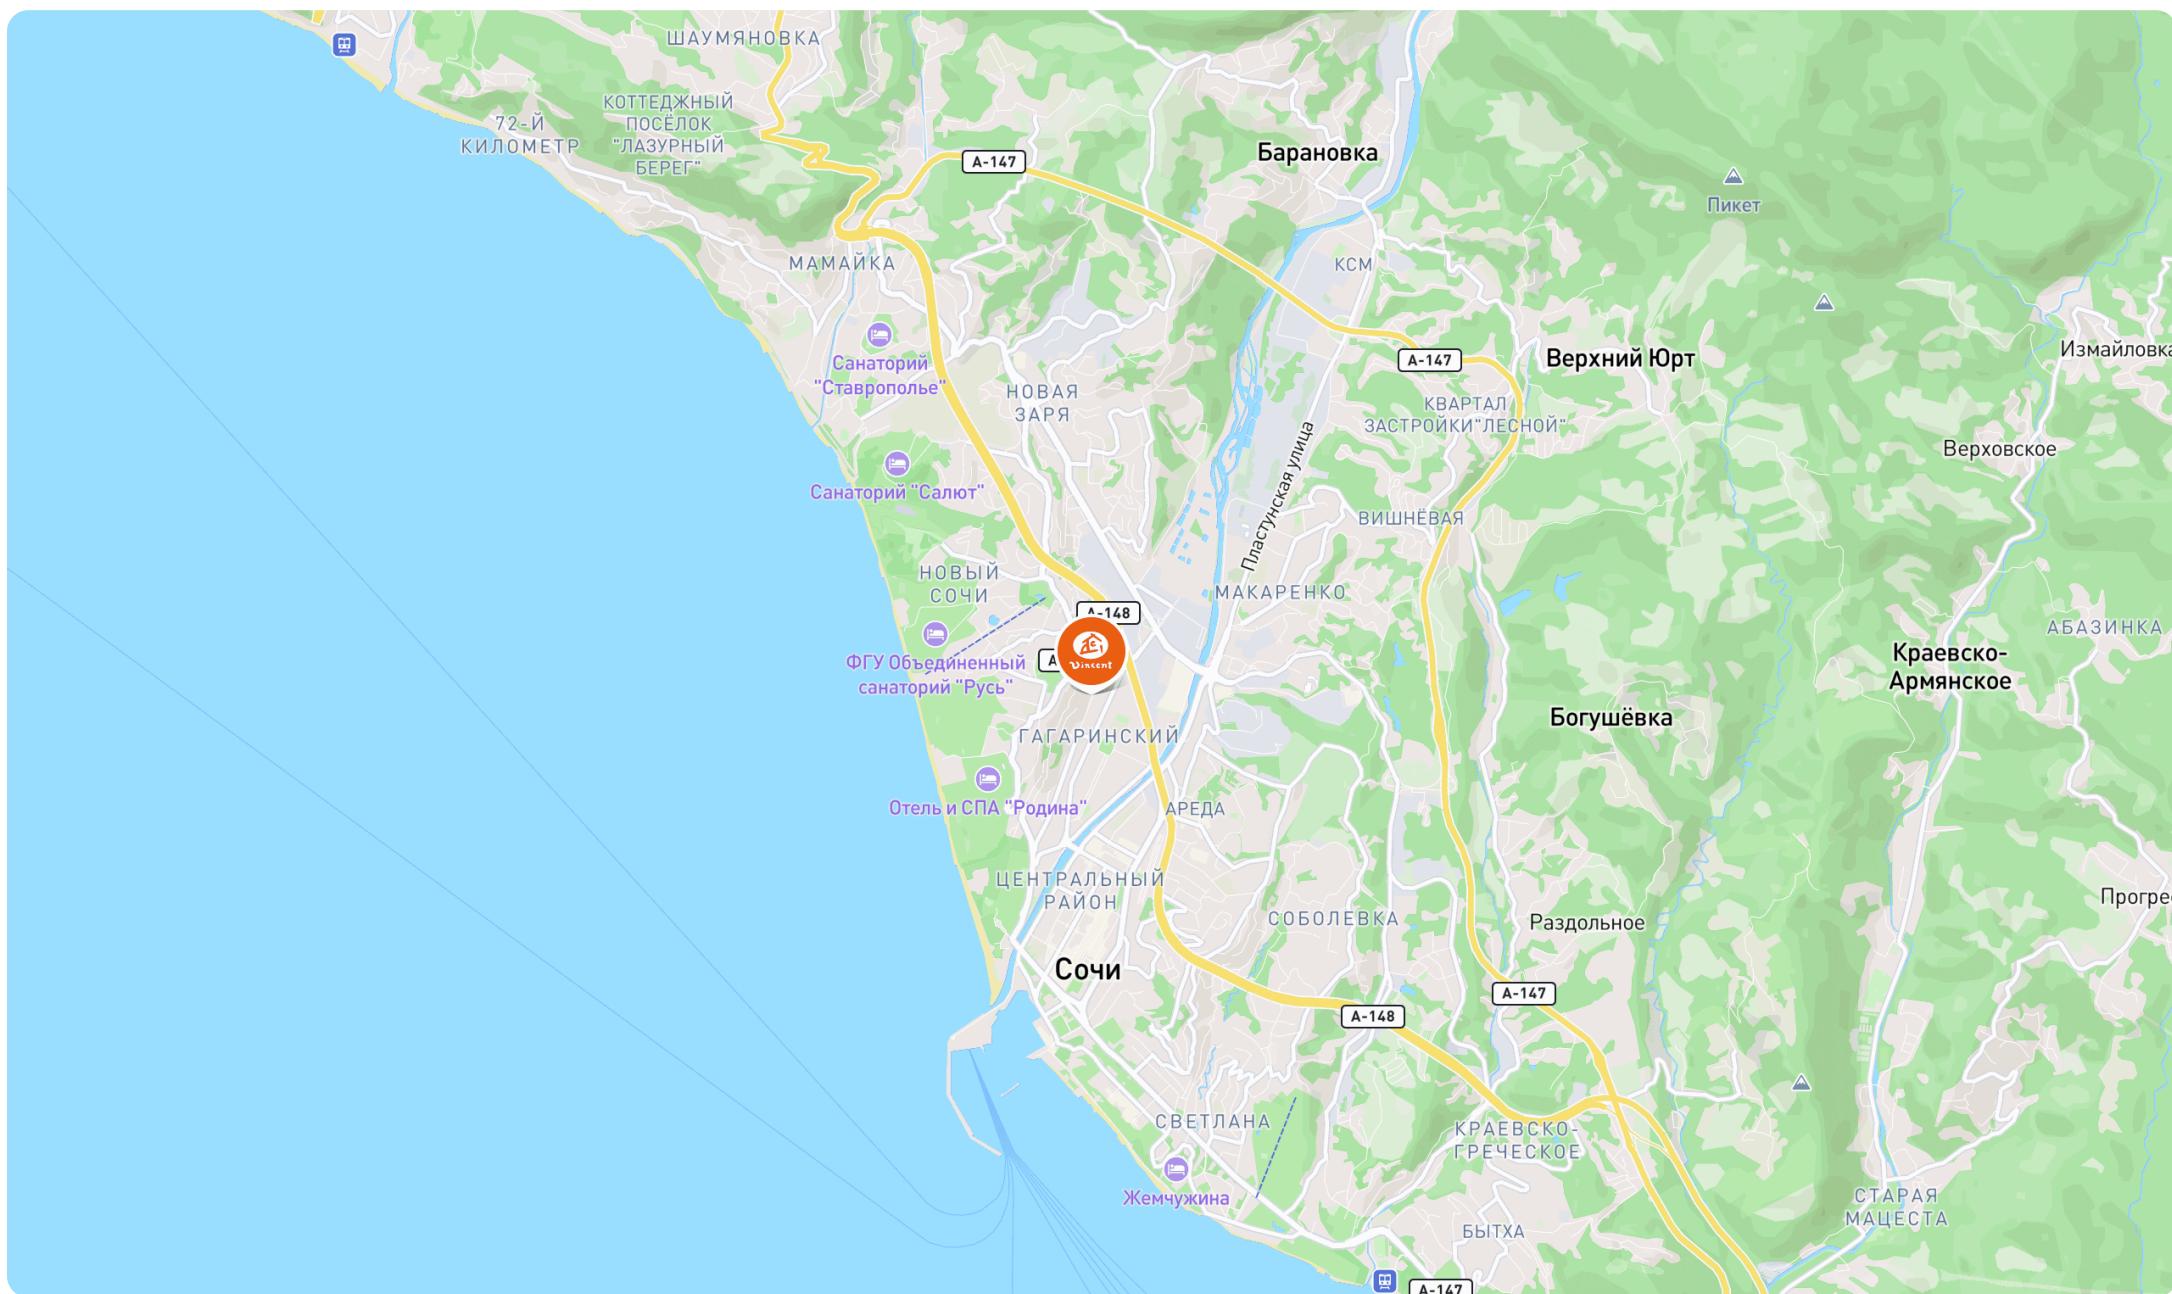 ШАУМЯНОВКА
КОТТЕДЖНЫЙ
ПОСЁЛОК
"ЛАЗУРНЫЙ
БЕРЕГ"
72-Й
КИЛОМЕТР
А-147
Барановка
Пикет
МАМАЙКА
КСМ
Санаторий
"Ставрополье"
НОВАЯ
ЗАРЯ
А-147
Верхний Юрт
Измайловка
КВАРТАЛ
ЗАСТРОЙКИ"ЛЕСНОЙ"
Верховское
Пластунская улица
Санаторий "Салют"
ВИШНЁВАЯ
НОВЫЙ
СОЧИ
МАКАРЕНКО
А-148
Vincent
А
АБАЗИНКА
ФГУ Объединенный
санаторий "Русь"
Краевско-
Армянское
Богушёвка
ГАГАРИНСКИЙ
Отель и СПА "Родина"
АРЕДА
ЦЕНТРАЛЬНЫЙ
РАЙОН
СОБОЛЕВКА
Раздольное
Прогре
Сочи
А-147
А-148
СВЕТЛАНА
КРАЕВСКО-
ГРЕЧЕСКОЕ
Жемчужина
СТАРАЯ
МАЦЕСТА
БЫТХА
А-147